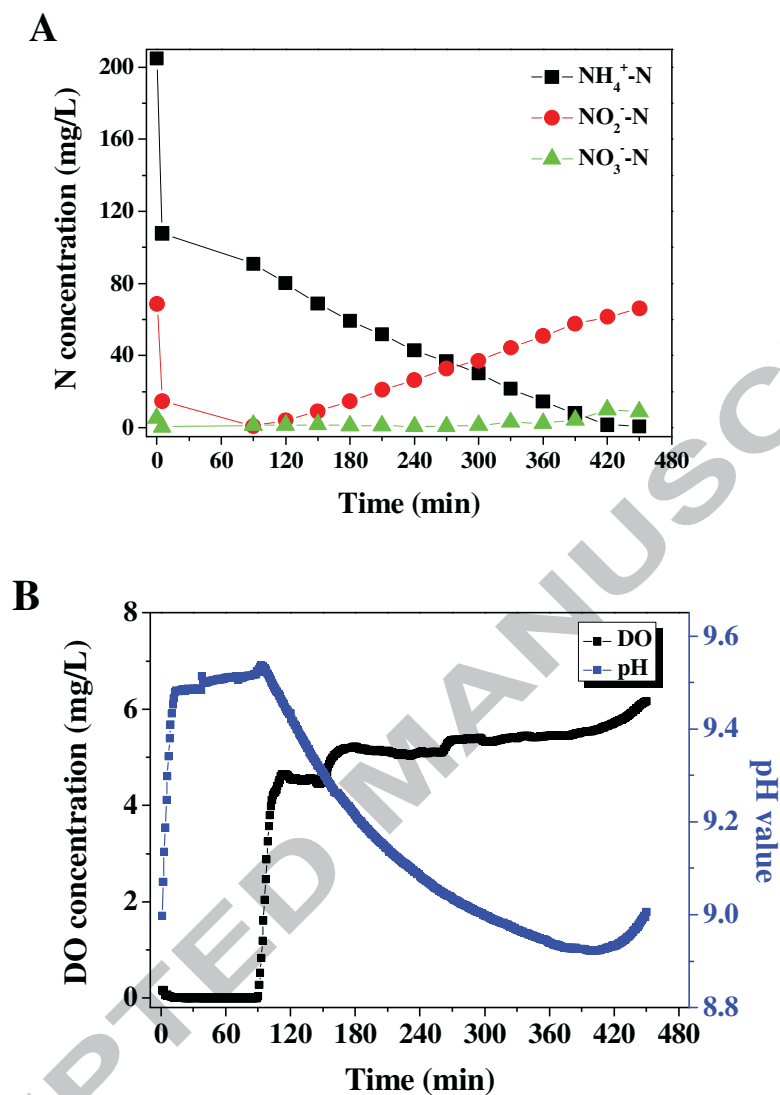 A
200
160
120
80
40
0
N concentration (mg/L)
NH₄⁺-N
NO₂⁻-N
NO₃⁻-N
0 60 120 180 240 300 360 420 480
Time (min)
B
8
6
4
2
0
DO concentration (mg/L)
DO
pH
9.6
9.4
9.2
9.0
8.8
pH value
0 60 120 180 240 300 360 420 480
Time (min)
PTED MANUSC